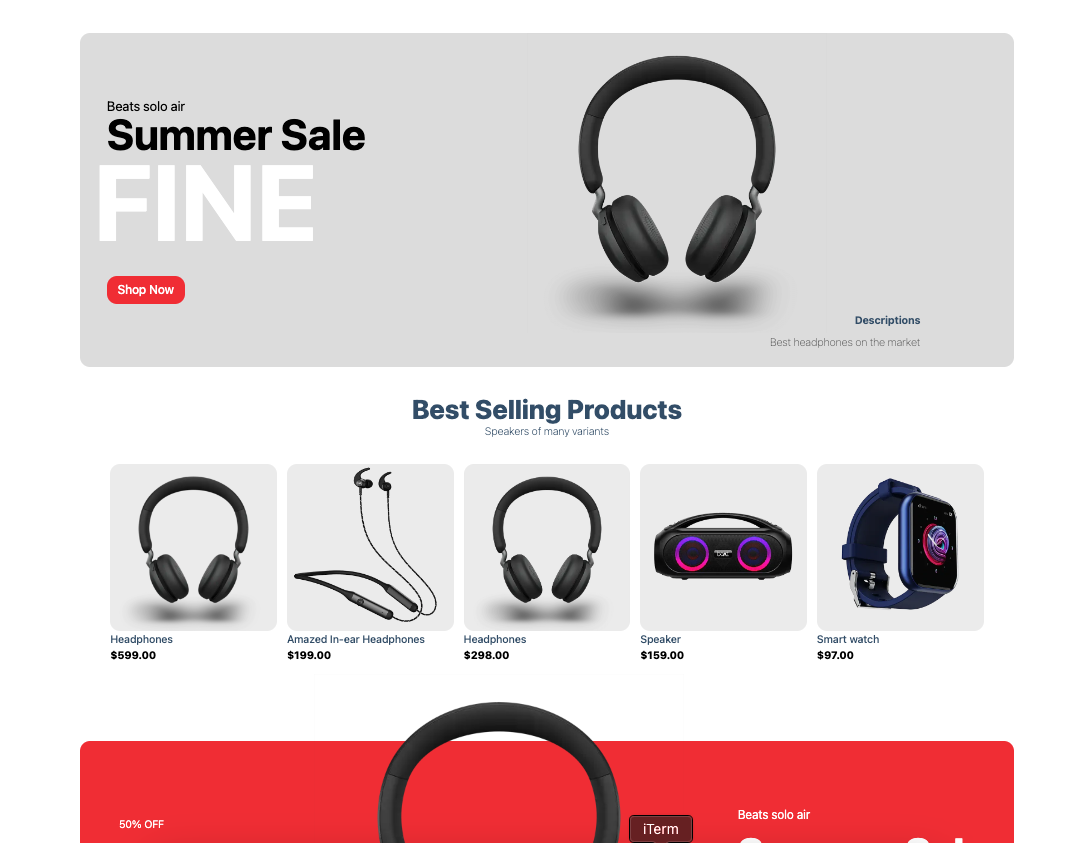 Beats solo air
Summer Sale
FINE
Shop Now
Descriptions
Best headphones on the market
Best Selling Products
Speakers of many variants
Headphones
$599.00
Amazed In-ear Headphones
$199.00
Headphones
$298.00
Speaker
$159.00
Smart watch
$97.00
50% OFF
Beats solo air
iTerm